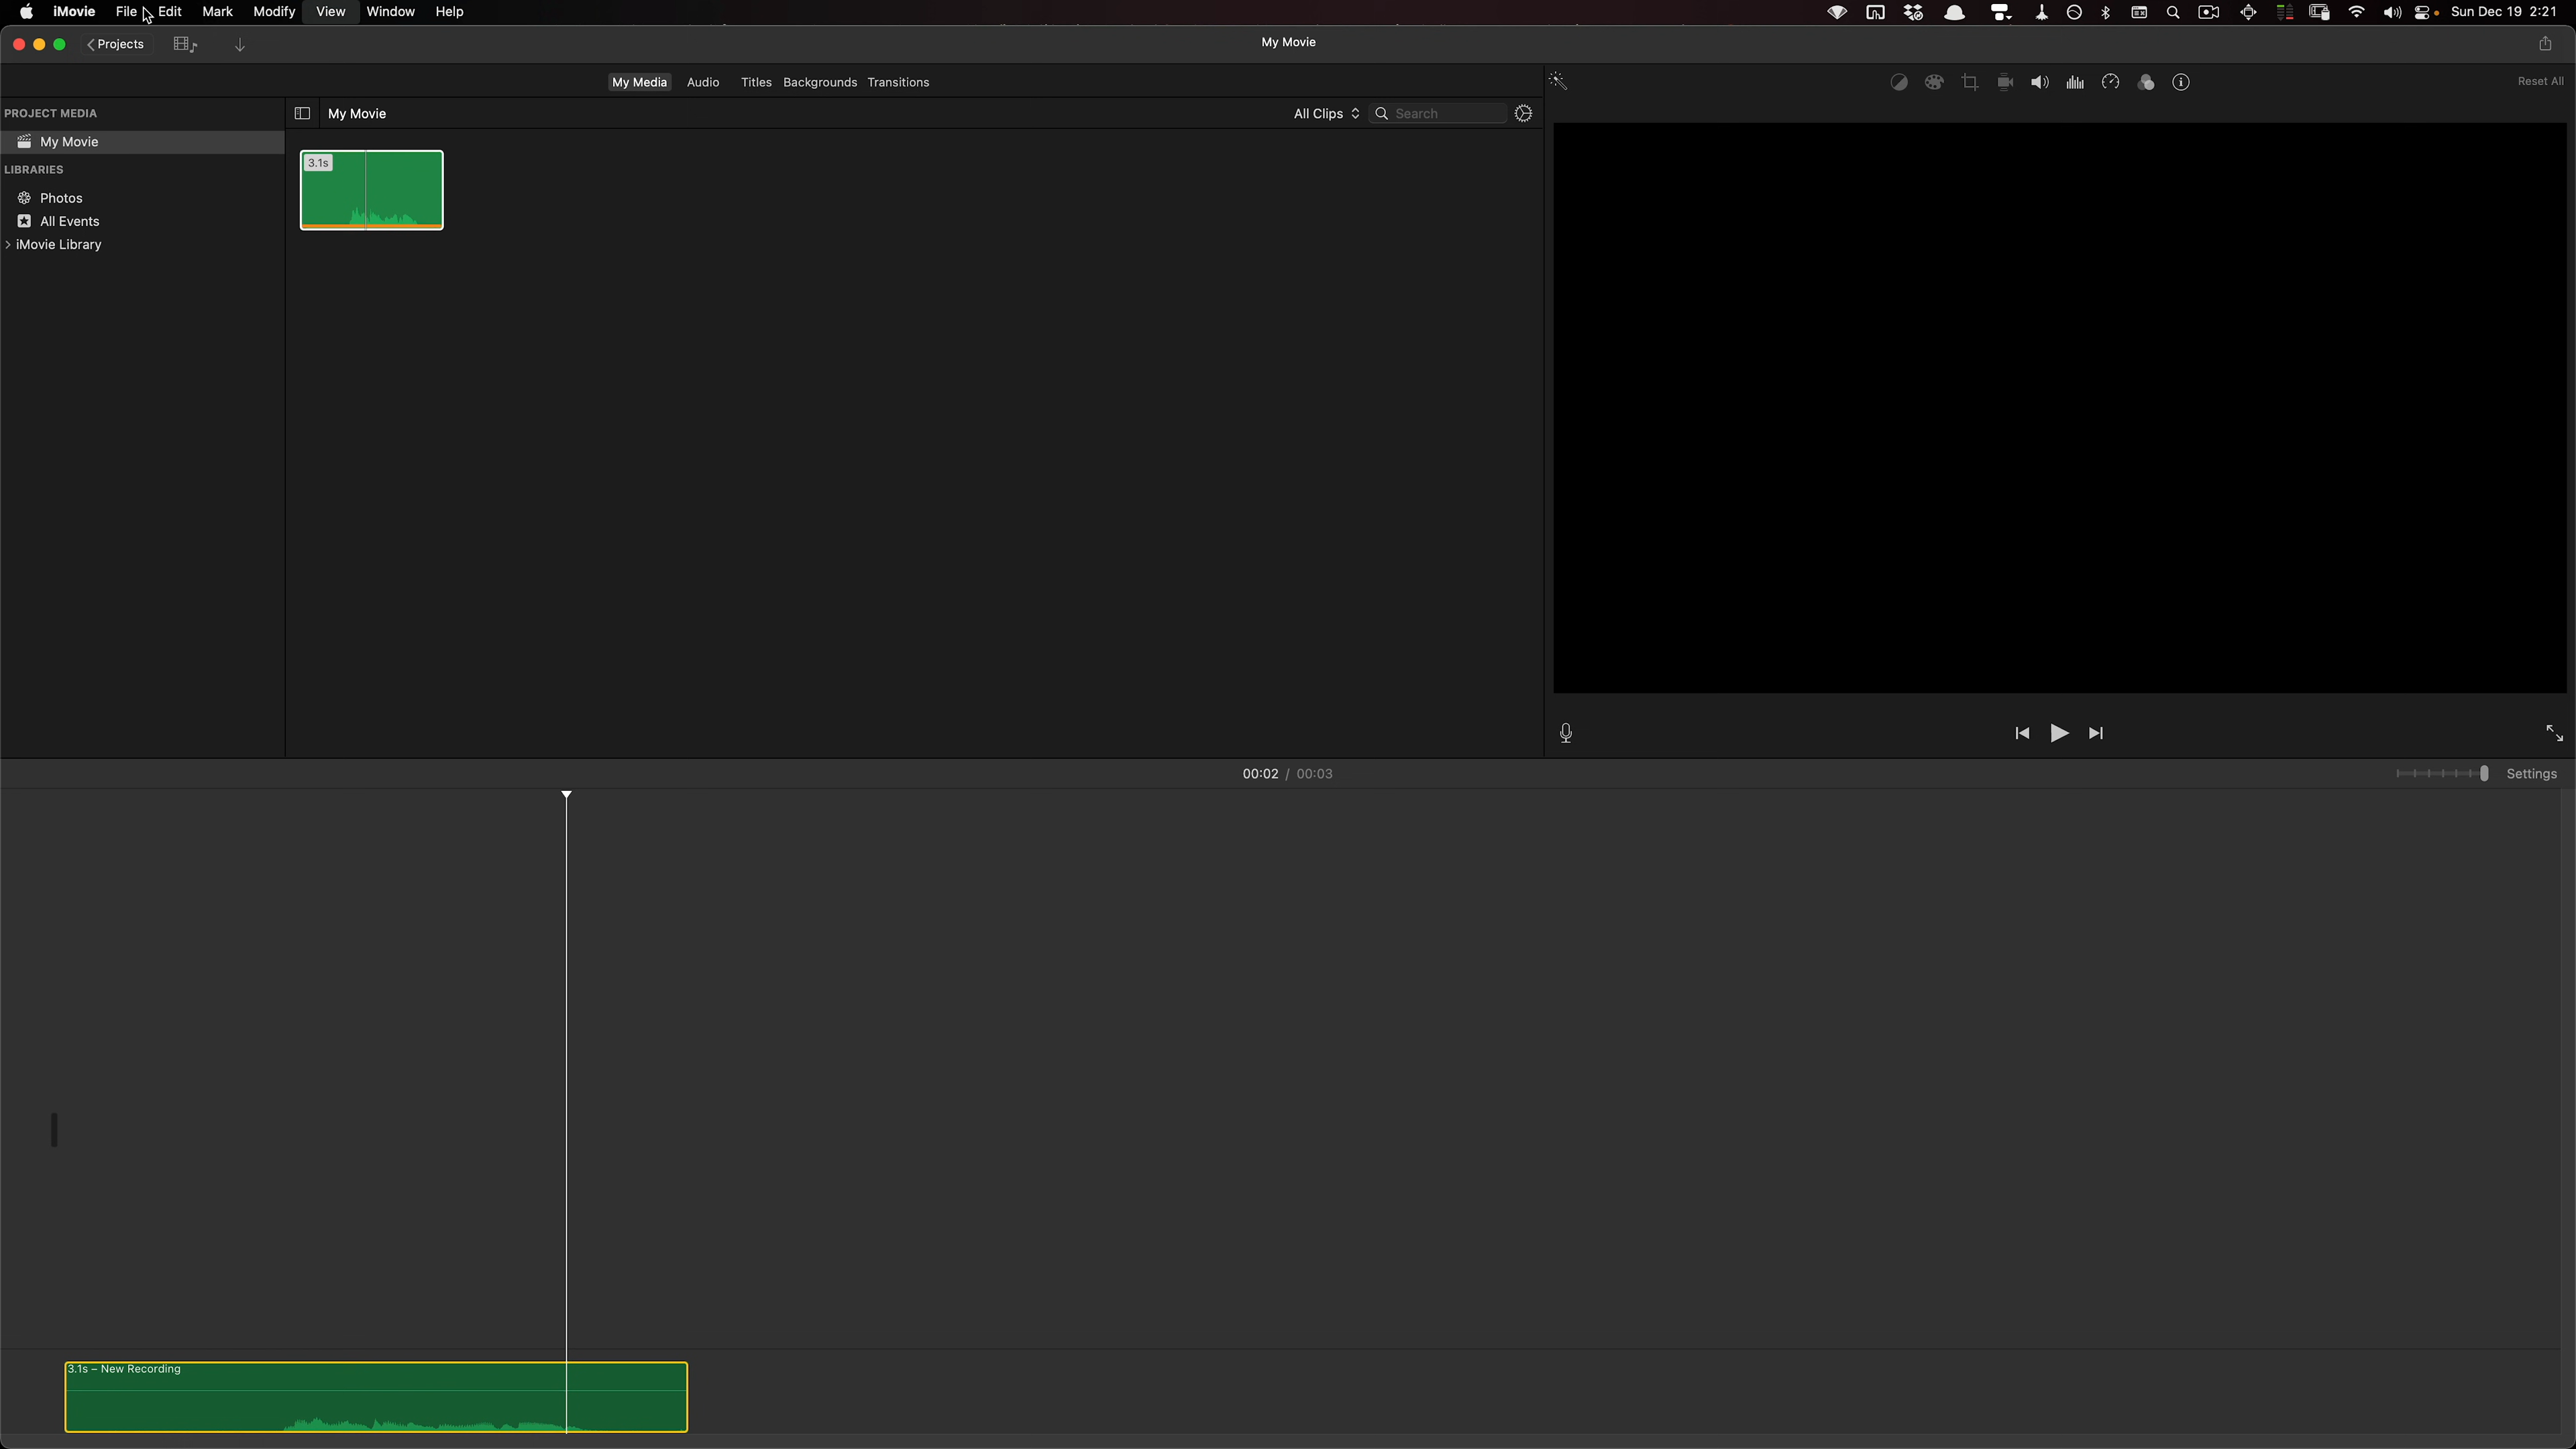 iMovie File Edit Mark Modify View Window Help Sun Dec 19 2:21
Projects My Movie
My Media Audio Titles Backgrounds Transitions Reset All
PROJECT MEDIA My Movie All Clips Search
My Movie
3.1s
LIBRARIES
Photos
All Events
iMovie Library
00:02 / 00:03 Settings
3.1s – New Recording